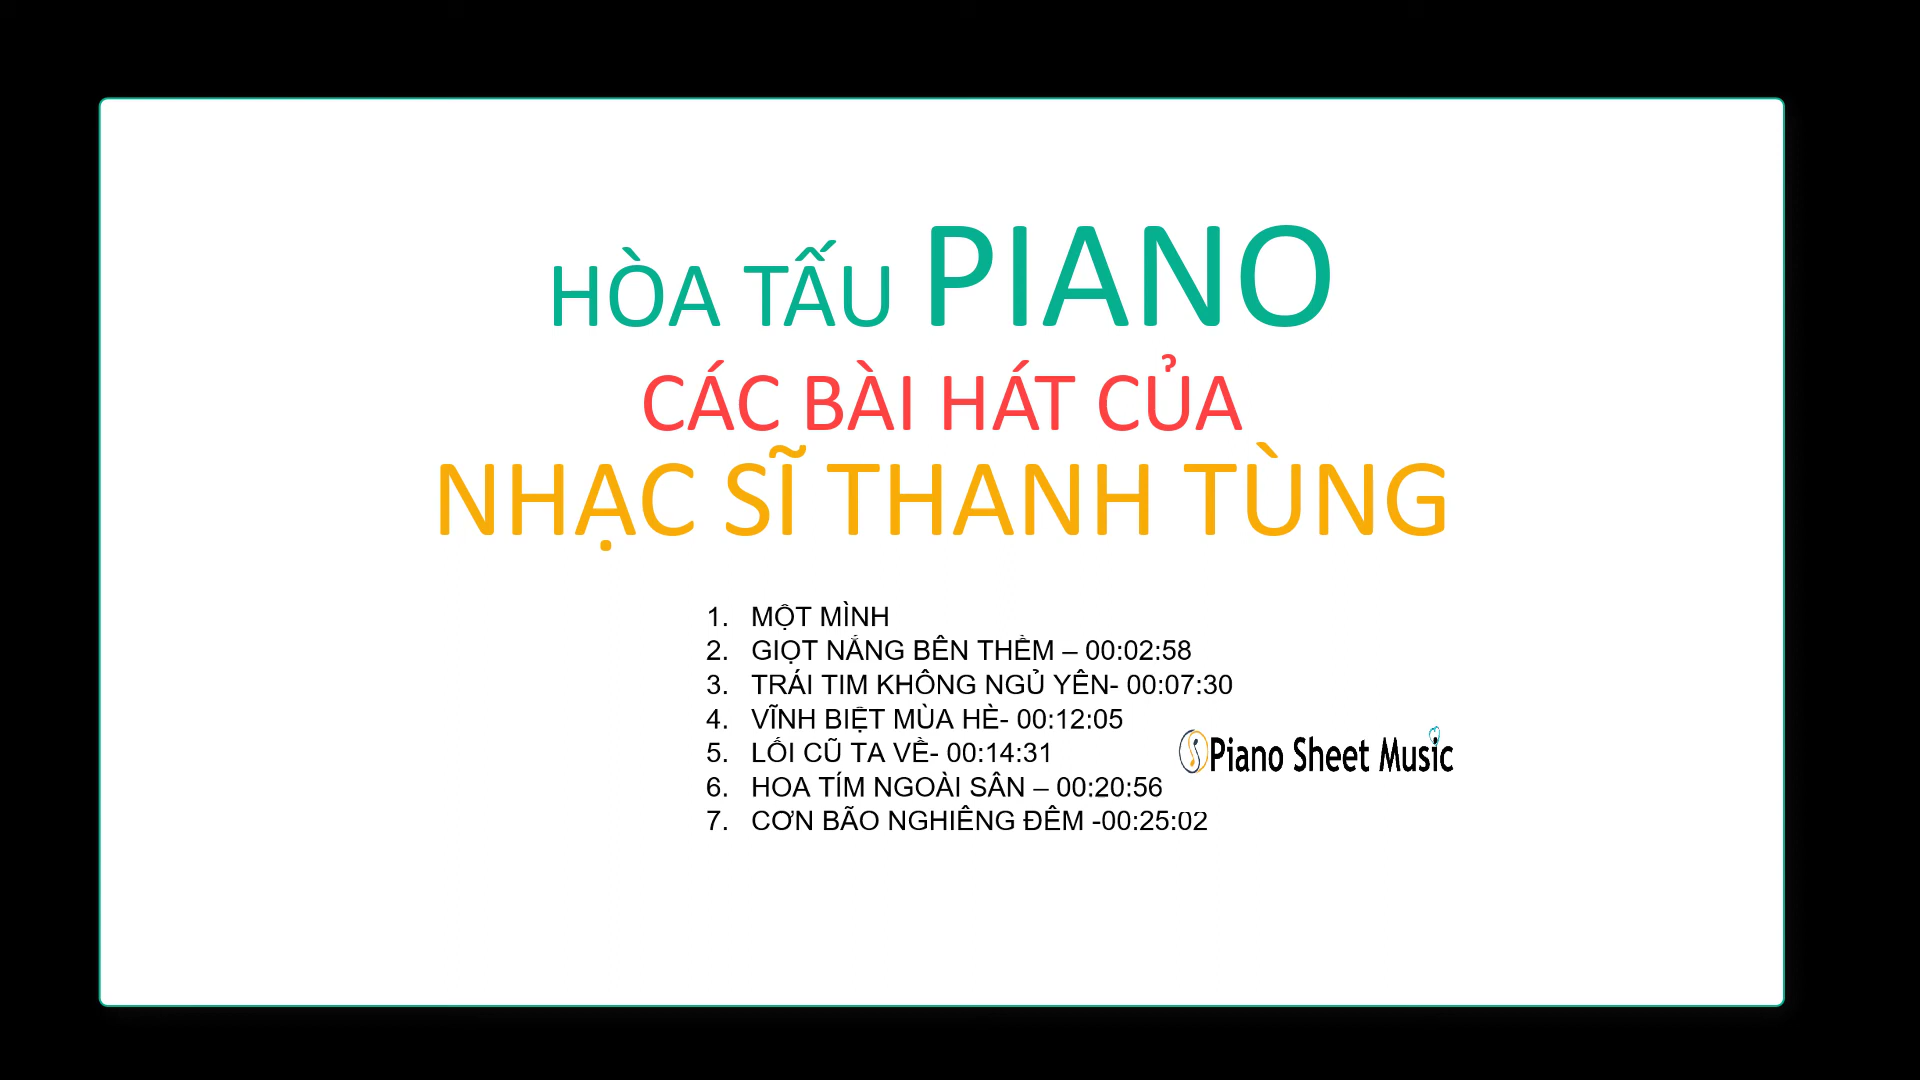 HÒA TẤU PIANO
CÁC BÀI HÁT CỦA
NHẠC SĨ THANH TÙNG
1. MỘT MÌNH
2. GIỌT NẮNG BÊN THỀM – 00:02:58
3. TRÁI TIM KHÔNG NGỦ YÊN- 00:07:30
4. VĨNH BIỆT MÙA HÈ- 00:12:05
5. LỐI CŨ TA VỀ- 00:14:31
6. HOA TÍM NGOÀI SÂN – 00:20:56
7. CƠN BÃO NGHIÊNG ĐÊM -00:25:02
Piano Sheet Music